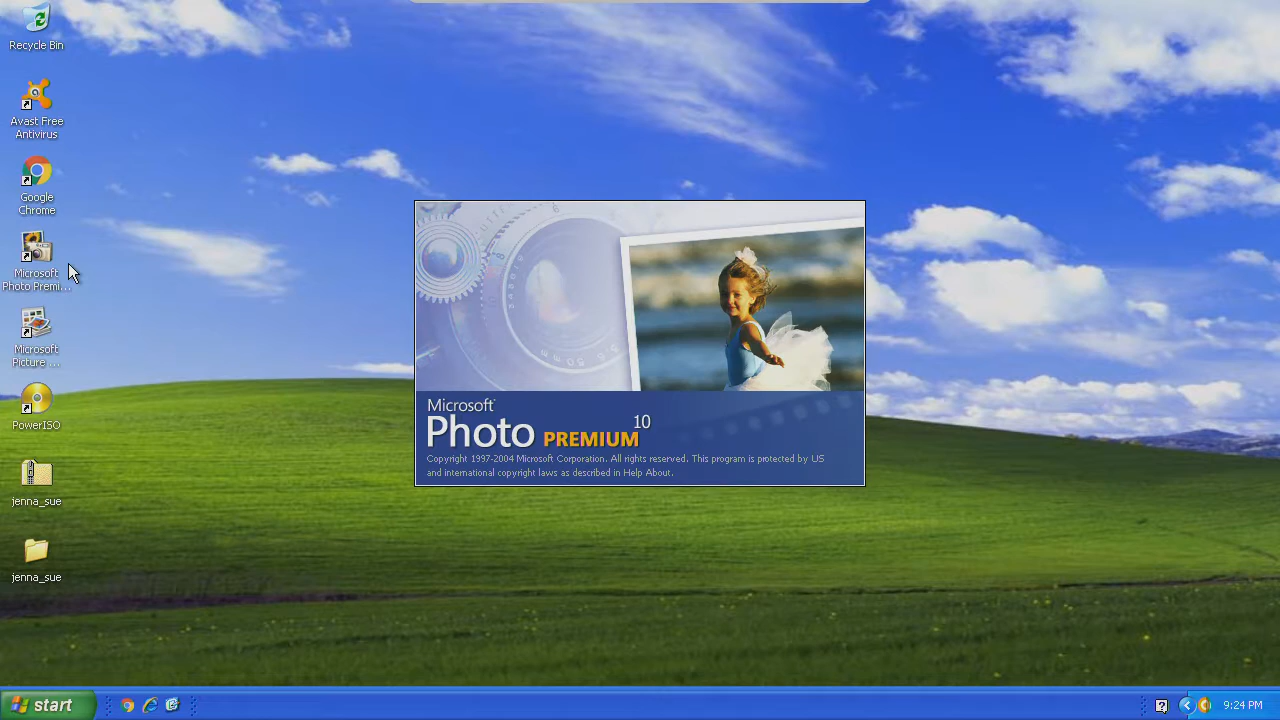 Recycle Bin
Avast Free
Antivirus
Google
Chrome
Microsoft
Photo Premi...
Microsoft
Picture ...
PowerISO
jenna_sue
jenna_sue
Microsoft
Photo PREMIUM 10
Copyright 1997-2004 Microsoft Corporation. All rights reserved. This program is protected by US
and international copyright laws as described in Help About.
start
9:24 PM